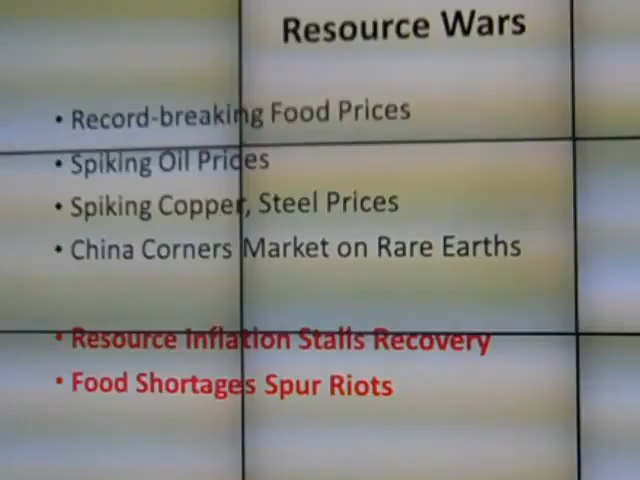 Resource Wars
• Record-breaking Food Prices
• Spiking Oil Prices
• Spiking Copper, Steel Prices
• China Corners Market on Rare Earths
• Resource Inflation Stalls Recovery
• Food Shortages Spur Riots